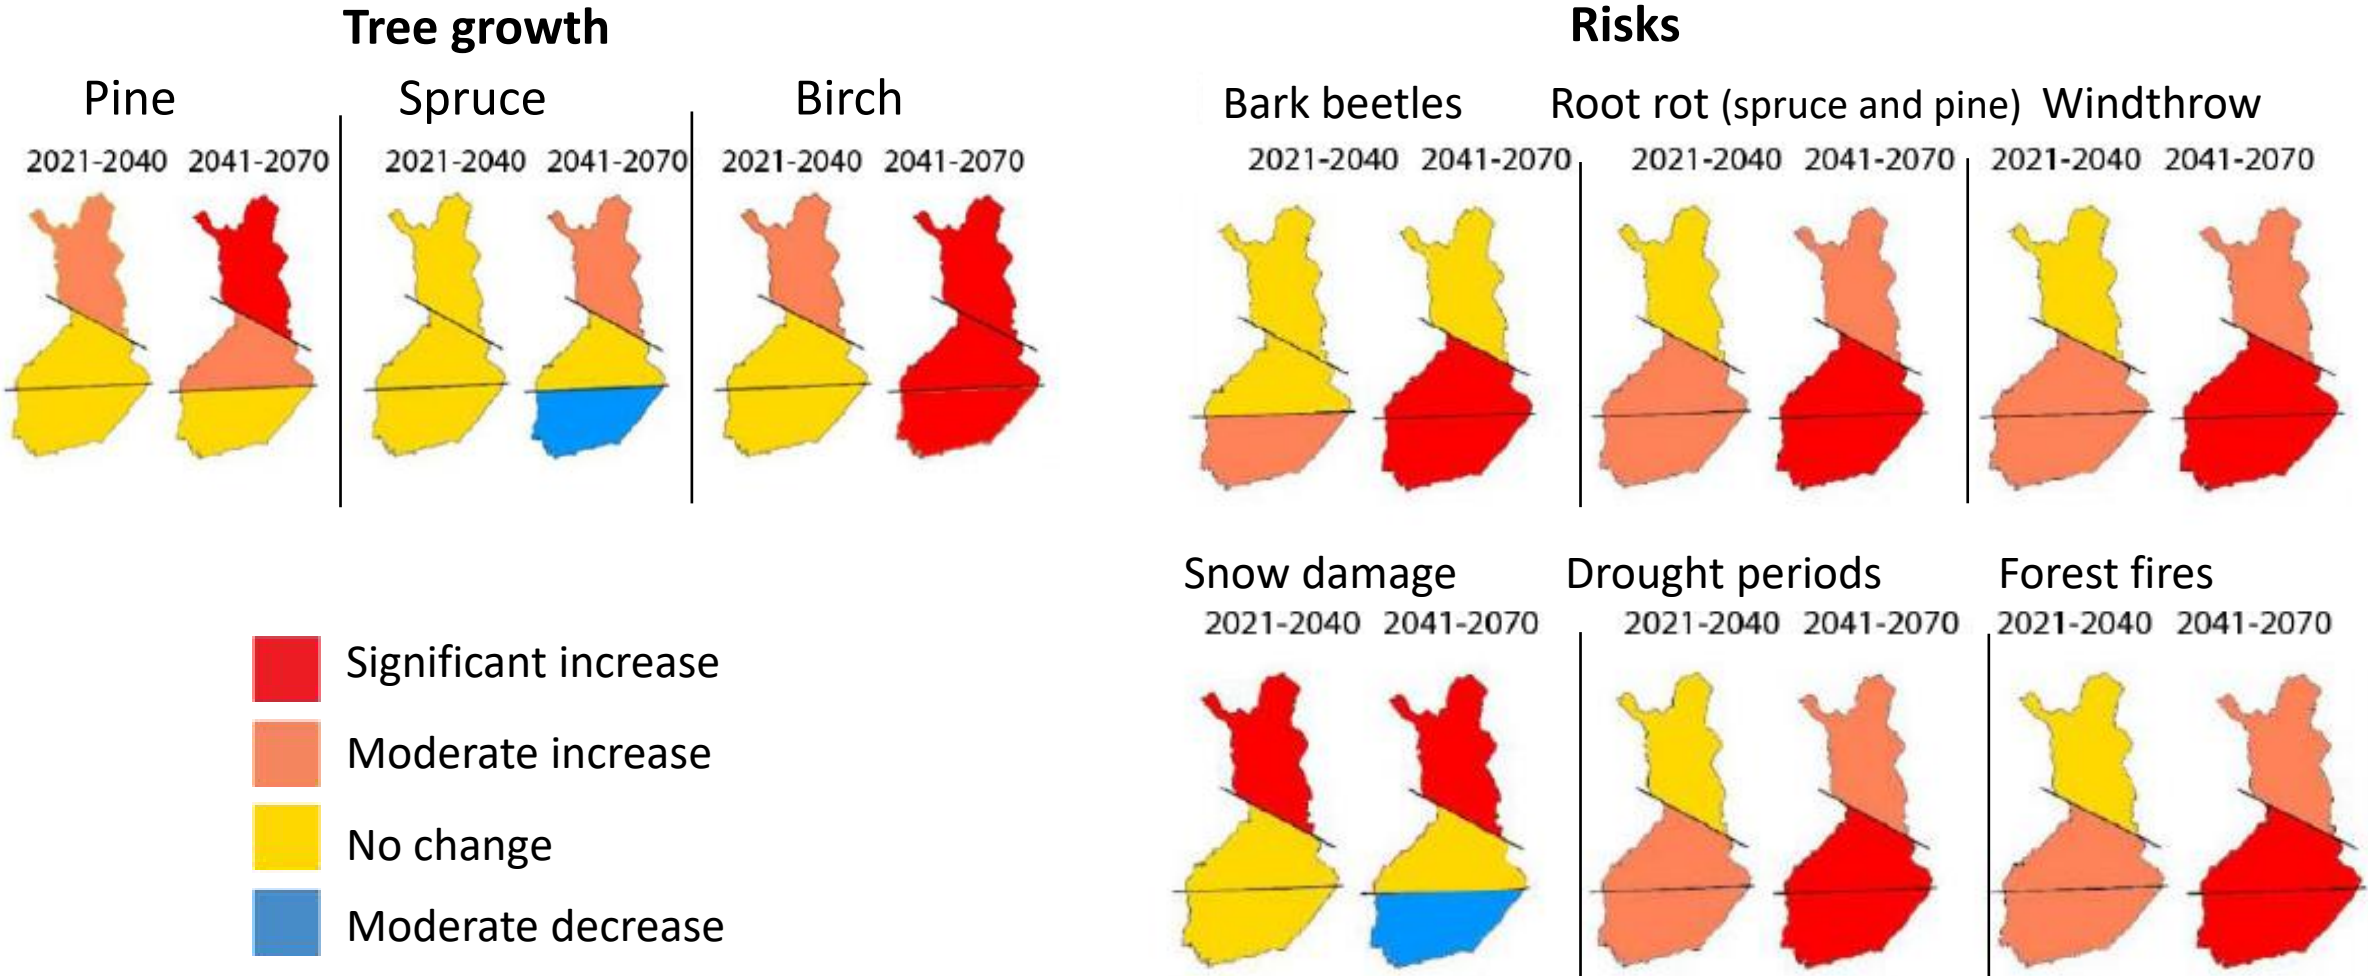 Tree growth
Pine
Spruce
Birch
2021-2040 2041-2070
2021-2040 2041-2070
2021-2040 2041-2070
Significant increase
Moderate increase
No change
Moderate decrease
Risks
Bark beetles
Root rot (spruce and pine)
Windthrow
2021-2040 2041-2070
2021-2040 2041-2070
2021-2040 2041-2070
Snow damage
Drought periods
Forest fires
2021-2040 2041-2070
2021-2040 2041-2070
2021-2040 2041-2070